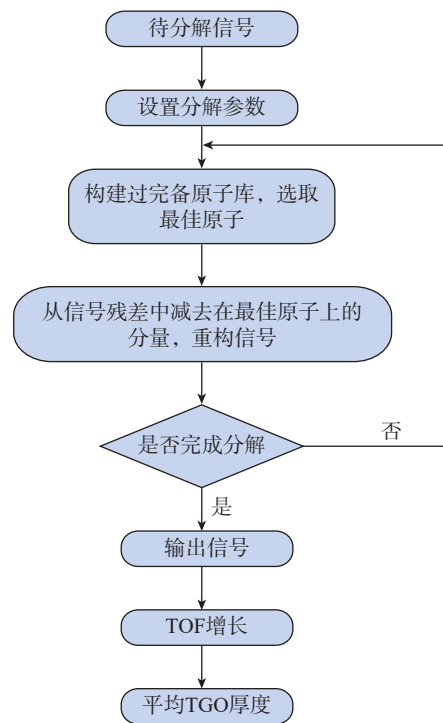 待分解信号
设置分解参数
构建过完备原子库，选取
最佳原子
从信号残差中减去在最佳原子上的
分量，重构信号
是否完成分解
否
是
输出信号
TOF增长
平均TGO厚度